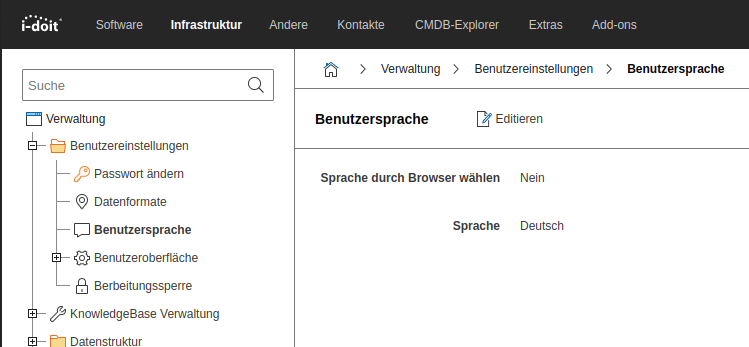 i-doit Software Infrastruktur Andere Kontakte CMDB-Explorer Extras Add-ons
Suche
Verwaltung
Benutzereinstellungen
Passwort ändern
Datenformate
Benutzersprache
Benutzeroberfläche
Berbeitungssperre
KnowledgeBase Verwaltung
Datenstruktur
Verwaltung > Benutzereinstellungen > Benutzersprache
Benutzersprache Editieren
Sprache durch Browser wählen Nein
Sprache Deutsch